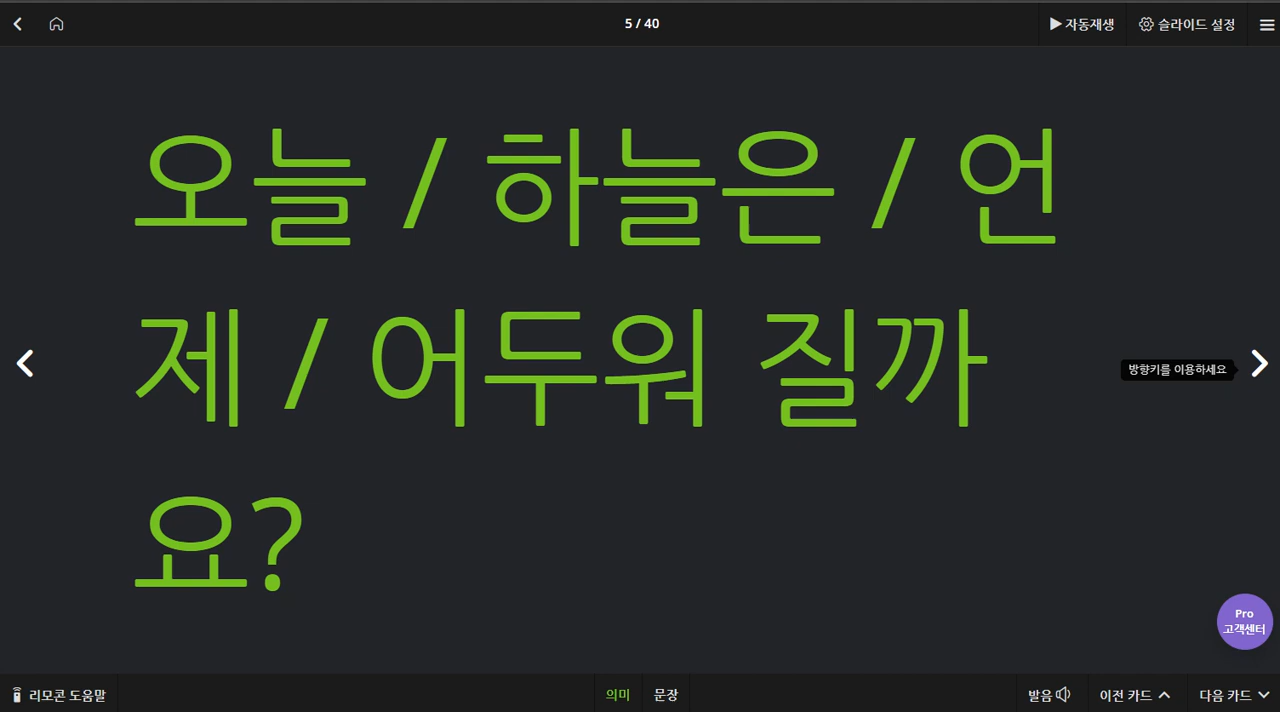 5 / 40
자동재생
슬라이드 설정
오늘 / 하늘은 / 언
제 / 어두워 질까
요?
방향키를 이용하세요
Pro
고객센터
리모콘 도움말
의미
문장
발음
이전 카드
다음 카드